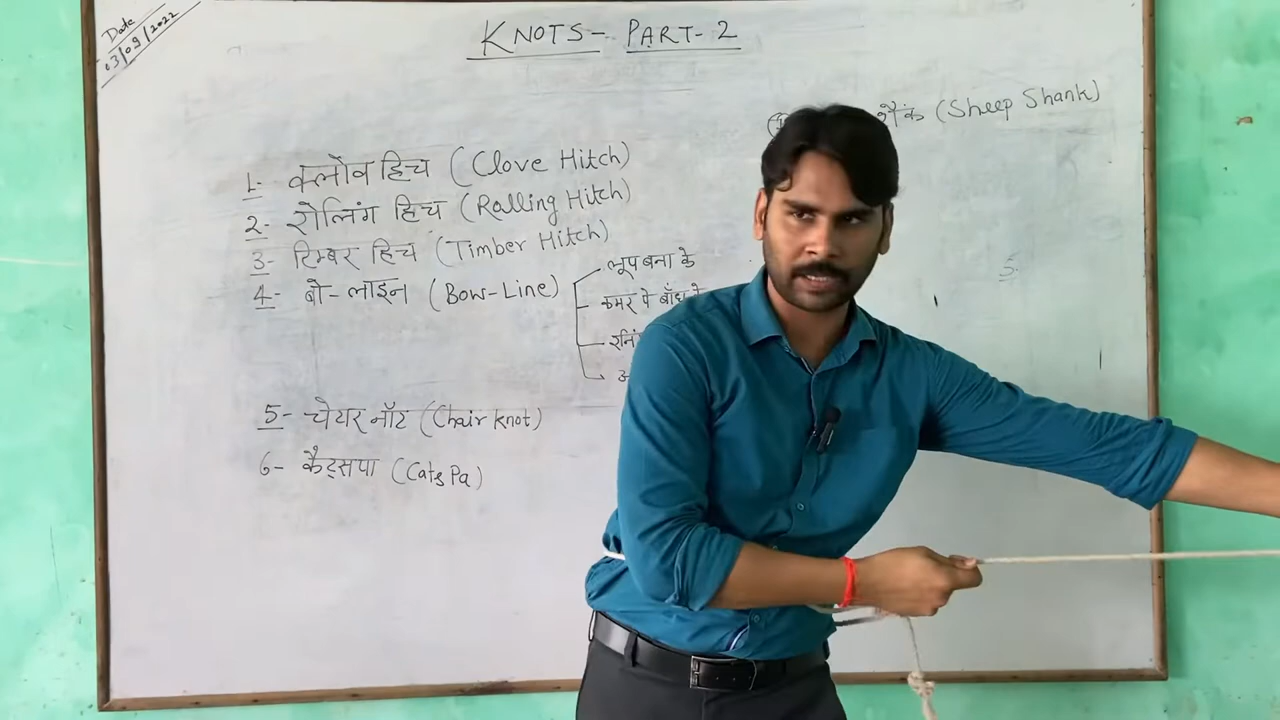 Date
03/09/2022
KNOTS- PART-2
शैंक (Sheep Shank)
1- क्लोव हिच (Clove Hitch)
2- रोलिंग हिच (Rolling Hitch)
3- टिम्बर हिच (Timber Hitch)
4- बो-लाइन (Bow-Line)
लूप बना के
कमर पे बाँध के
5- चेयर नॉट (Chair Knot)
6- कैट्सपा (Cats Pa)